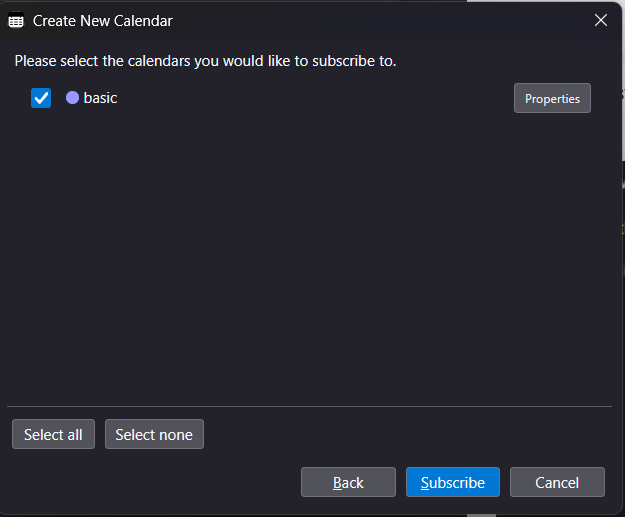 Create New Calendar
Please select the calendars you would like to subscribe to.
basic Properties
Select all Select none
Back Subscribe Cancel